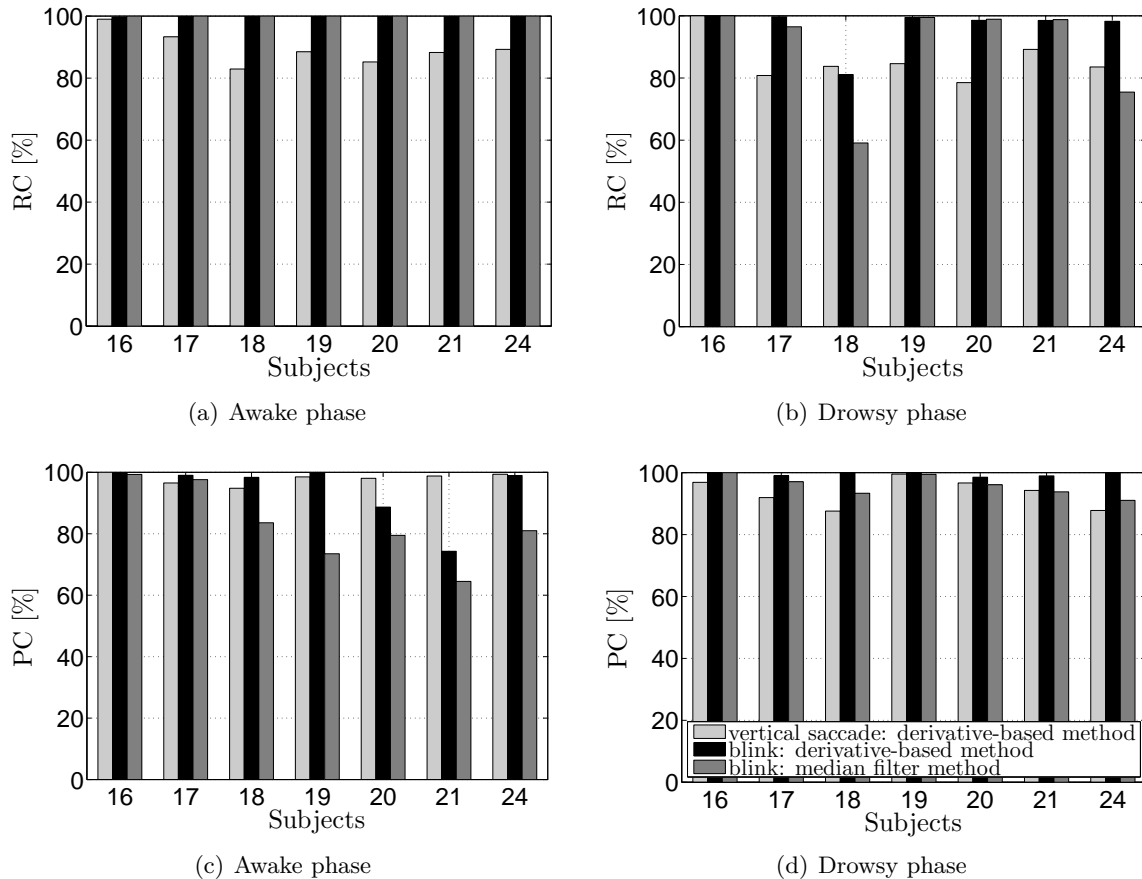 100
80
60
40
20
0
RC [%]
16 17 18 19 20 21 24
Subjects
(a) Awake phase
100
80
60
40
20
0
RC [%]
16 17 18 19 20 21 24
Subjects
(b) Drowsy phase
100
80
60
40
20
0
PC [%]
16 17 18 19 20 21 24
Subjects
(c) Awake phase
100
80
60
40
20
0
PC [%]
vertical saccade: derivative-based method
blink: derivative-based method
blink: median filter method
16 17 18 19 20 21 24
Subjects
(d) Drowsy phase